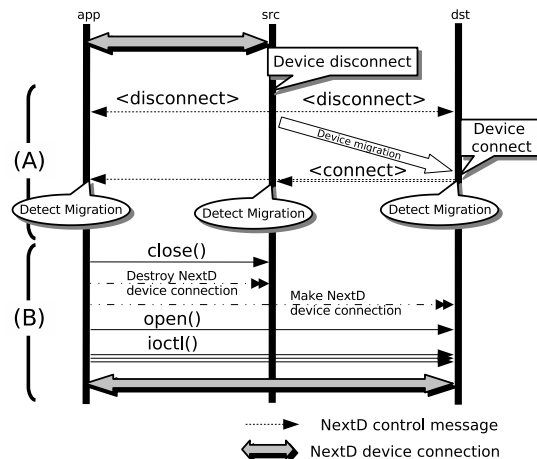 app
src
dst
Device disconnect
<disconnect>
<disconnect>
Device migration
Device
connect
(A)
<connect>
Detect Migration
Detect Migration
Detect Migration
close()
Destroy NextD
device connection
Make NextD
device connection
(B)
open()
ioctl()
NextD control message
NextD device connection